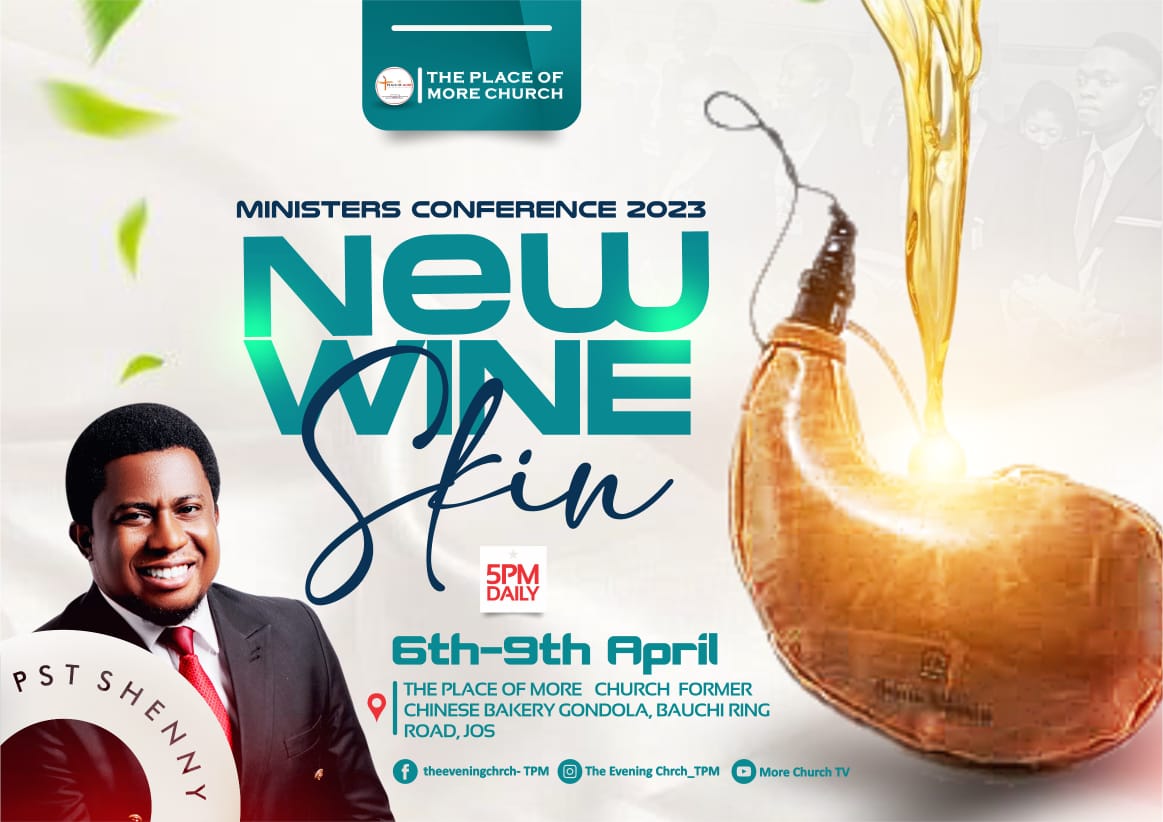 THE PLACE OF
MORE CHURCH
MINISTERS CONFERENCE 2023
New
WINE
Skin
5PM
DAILY
6th-9th April
THE PLACE OF MORE CHURCH FORMER
CHINESE BAKERY GONDOLA, BAUCHI RING
ROAD, JOS
PST SHENNY
theeveningchrch- TPM The Evening Chrch_TPM More Church TV